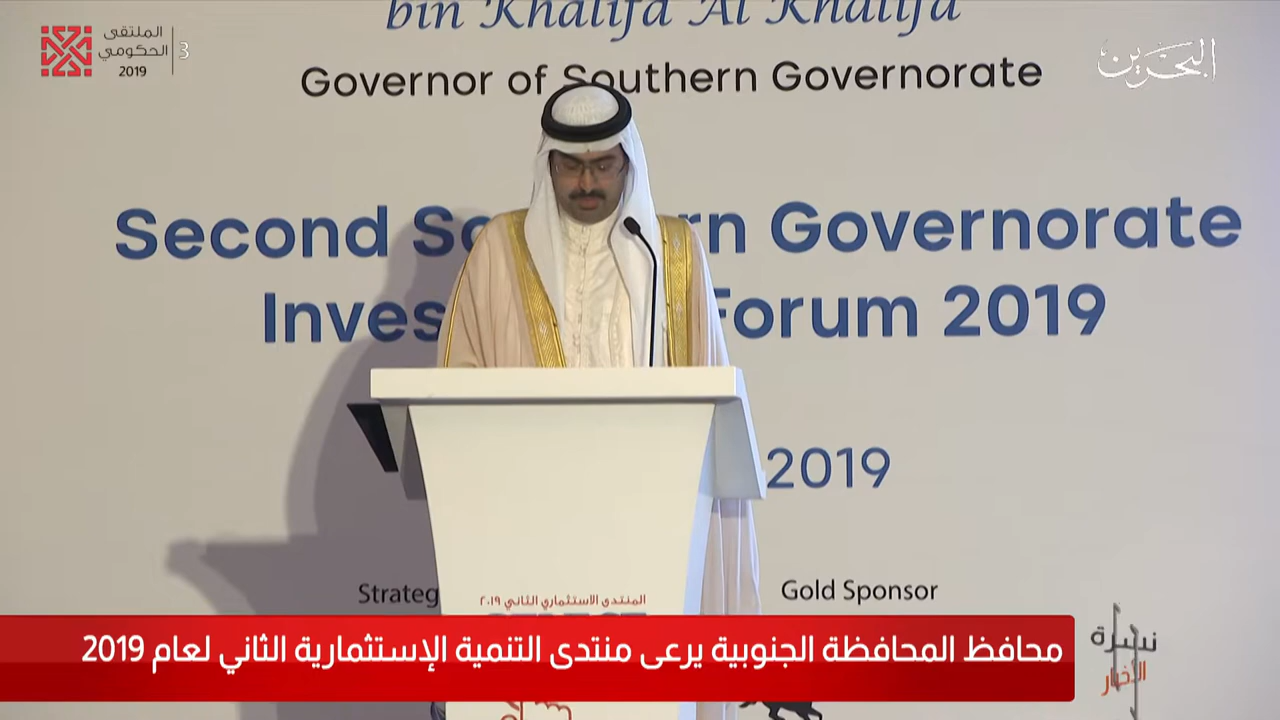 الملتقى
الحكومي
2019
3
البحرين
bin Khalifa Al Khalifa
Governor of Southern Governorate
Second So rn Governorate
Inves Forum 2019
2019
Strateg
Gold Sponsor
المنتدى الاستثماري الثاني ٢٠١٩
محافظ المحافظة الجنوبية يرعى منتدى التنمية الإستثمارية الثاني لعام 2019
نشرة
الأخبار